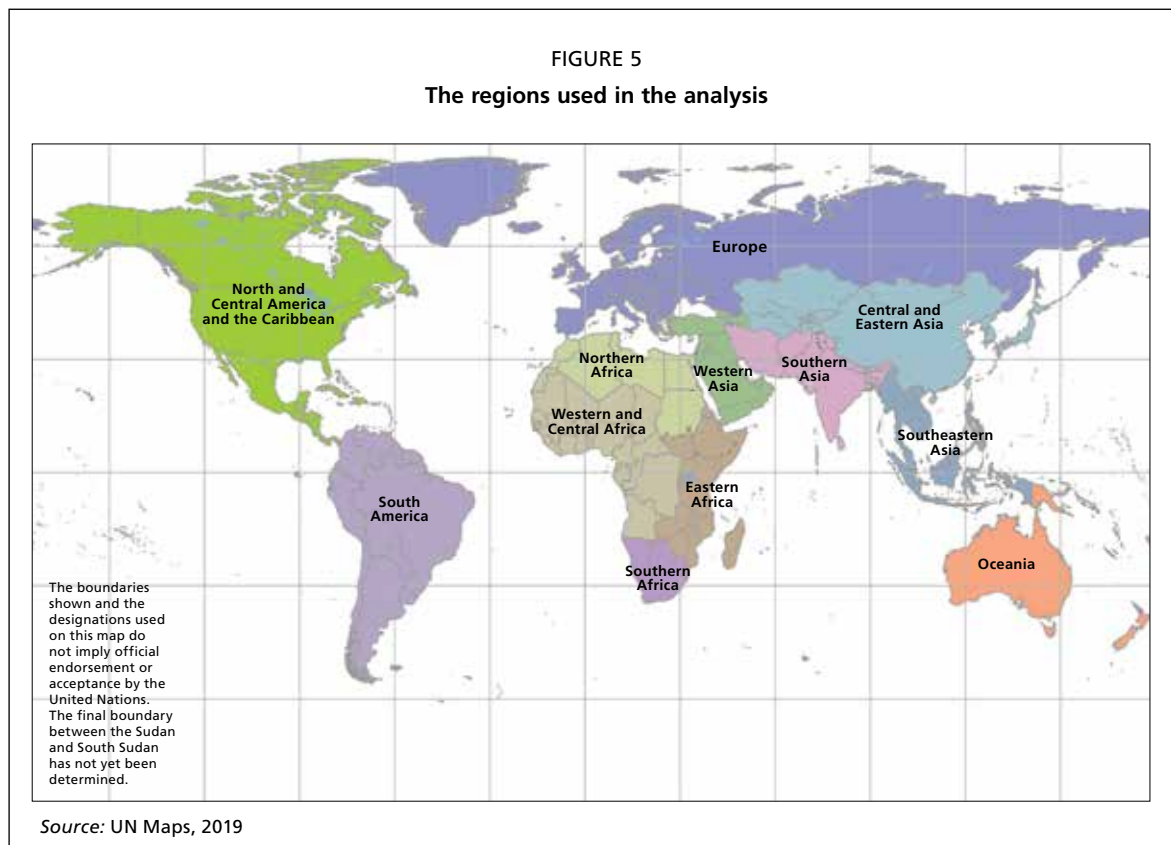 FIGURE 5
The regions used in the analysis
Europe
North and
Central America
and the Caribbean
Central and
Eastern Asia
Northern
Africa
Western
Asia
Southern
Asia
Western and
Central Africa
Southeastern
Asia
Eastern
Africa
South
America
Southern
Africa
Oceania
The boundaries
shown and the
designations used
on this map do
not imply official
endorsement or
acceptance by the
United Nations.
The final boundary
between the Sudan
and South Sudan
has not yet been
determined.
Source: UN Maps, 2019